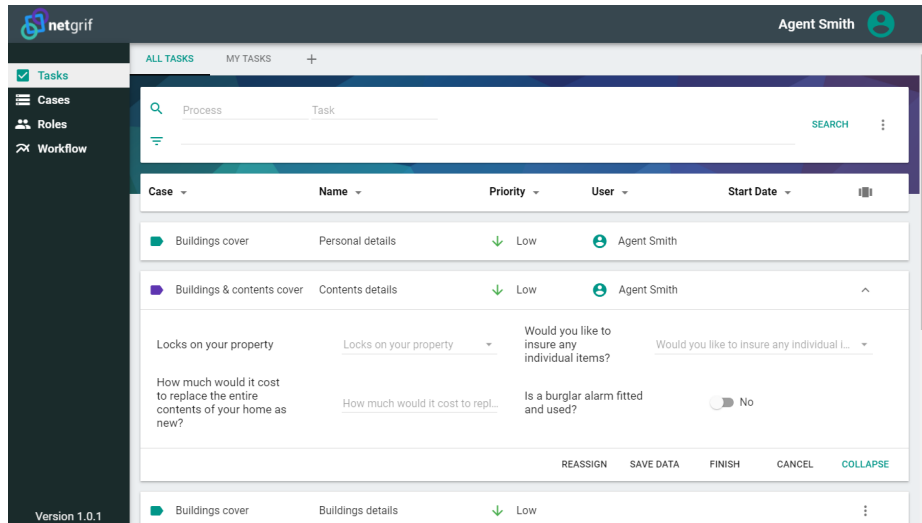 netgrif
Agent Smith
ALL TASKS MY TASKS +
Tasks
Cases
Roles
Workflow
Process Task
SEARCH
Case Name Priority User Start Date
Buildings cover Personal details Low Agent Smith
Buildings & contents cover Contents details Low Agent Smith
Locks on your property
Locks on your property
Would you like to
insure any
individual items?
Would you like to insure any individual i...
How much would it cost
to replace the entire
contents of your home as
new?
How much would it cost to repl...
Is a burglar alarm fitted
and used?
No
REASSIGN SAVE DATA FINISH CANCEL COLLAPSE
Buildings cover Buildings details Low
Version 1.0.1